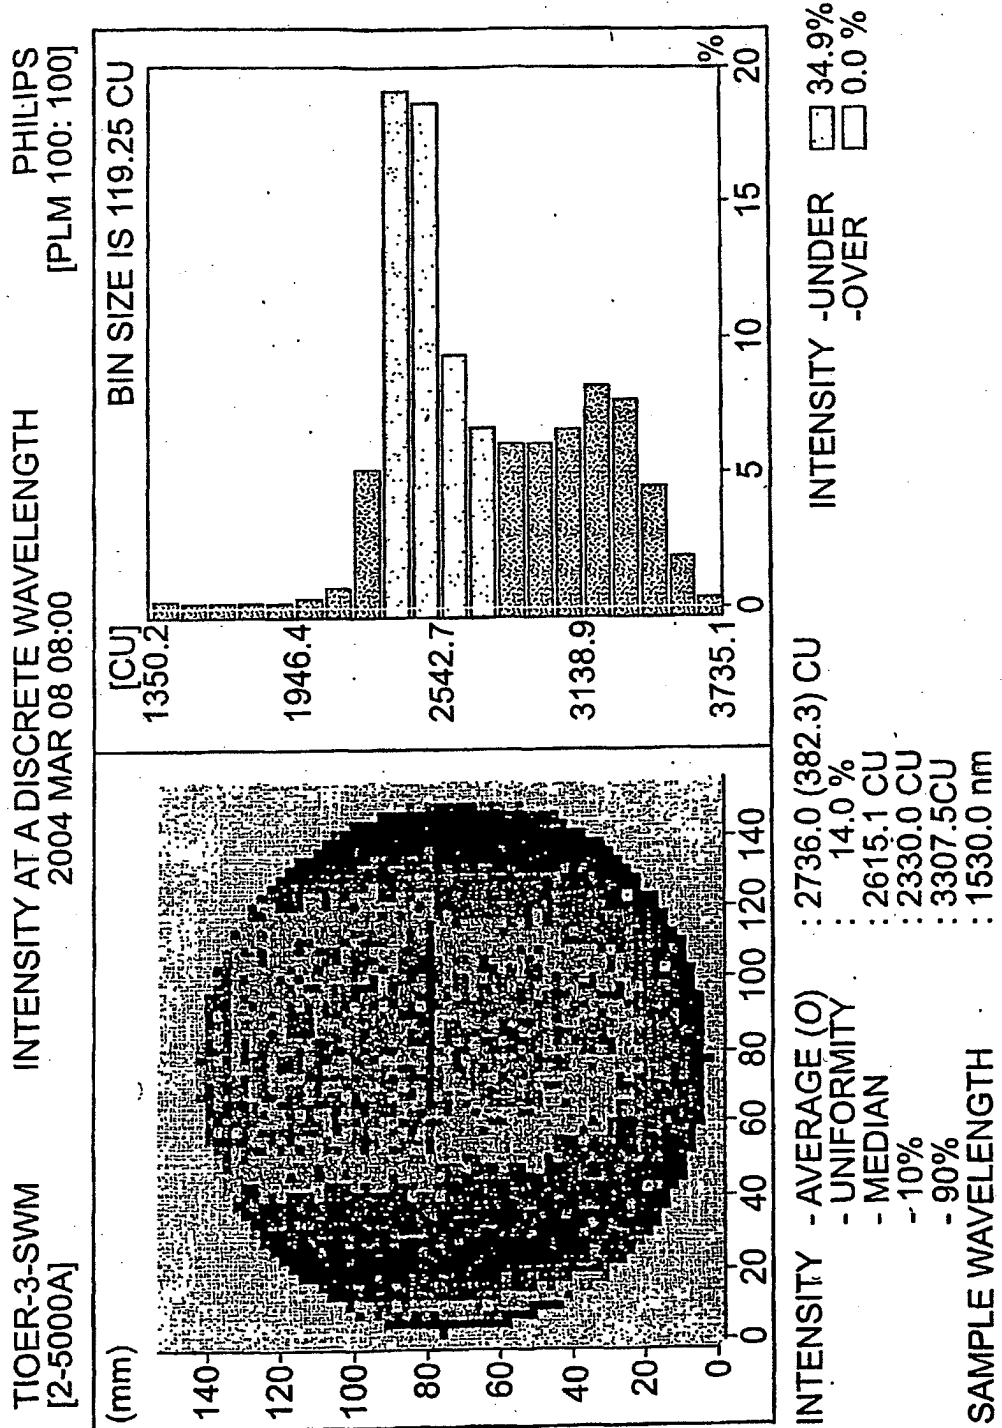 TIOER-3-SWM INTENSITY AT A DISCRETE WAVELENGTH PHILIPS
[2-5000A] 2004 MAR 08 08:00 [PLM 100: 100]
(mm)
140
120
100
80
60
40
20
0
0 20 40 60 80 100 120 140
[CU] BIN SIZE IS 119.25 CU
1350.2
1946.4
2542.7
3138.9
3735.1
0 5 10 15 20
%
INTENSITY - AVERAGE (O) : 2736.0 (382.3) CU
- UNIFORMITY : 14.0 %
- MEDIAN : 2615.1 CU
- 10% : 2330.0 CU
- 90% : 3307.5CU
SAMPLE WAVELENGTH : 1530.0 nm
INTENSITY -UNDER 34.9%
-OVER 0.0 %